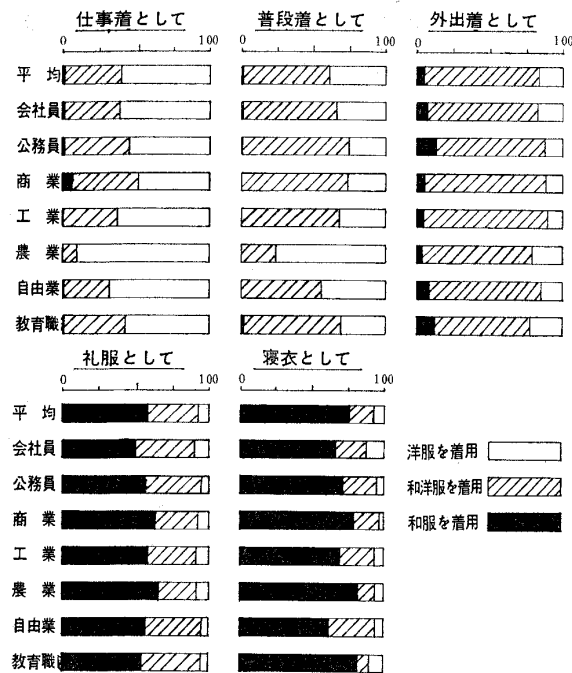 仕事着として
0 100
普段着として
0 100
外出着として
0 100
平均
会社員
公務員
商業
工業
農業
自由業
教育職
礼服として
0 100
寝衣として
0 100
平均
会社員
公務員
商業
工業
農業
自由業
教育職
洋服を着用
和洋服を着用
和服を着用